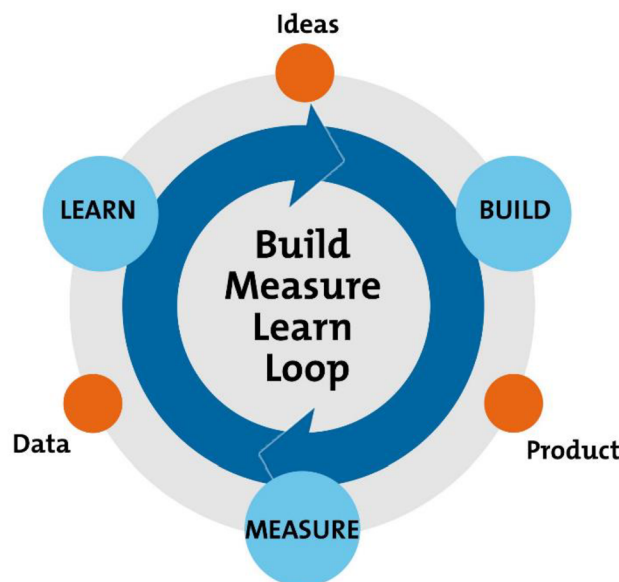 Ideas
LEARN
BUILD
Build
Measure
Learn
Loop
Data
Product
MEASURE